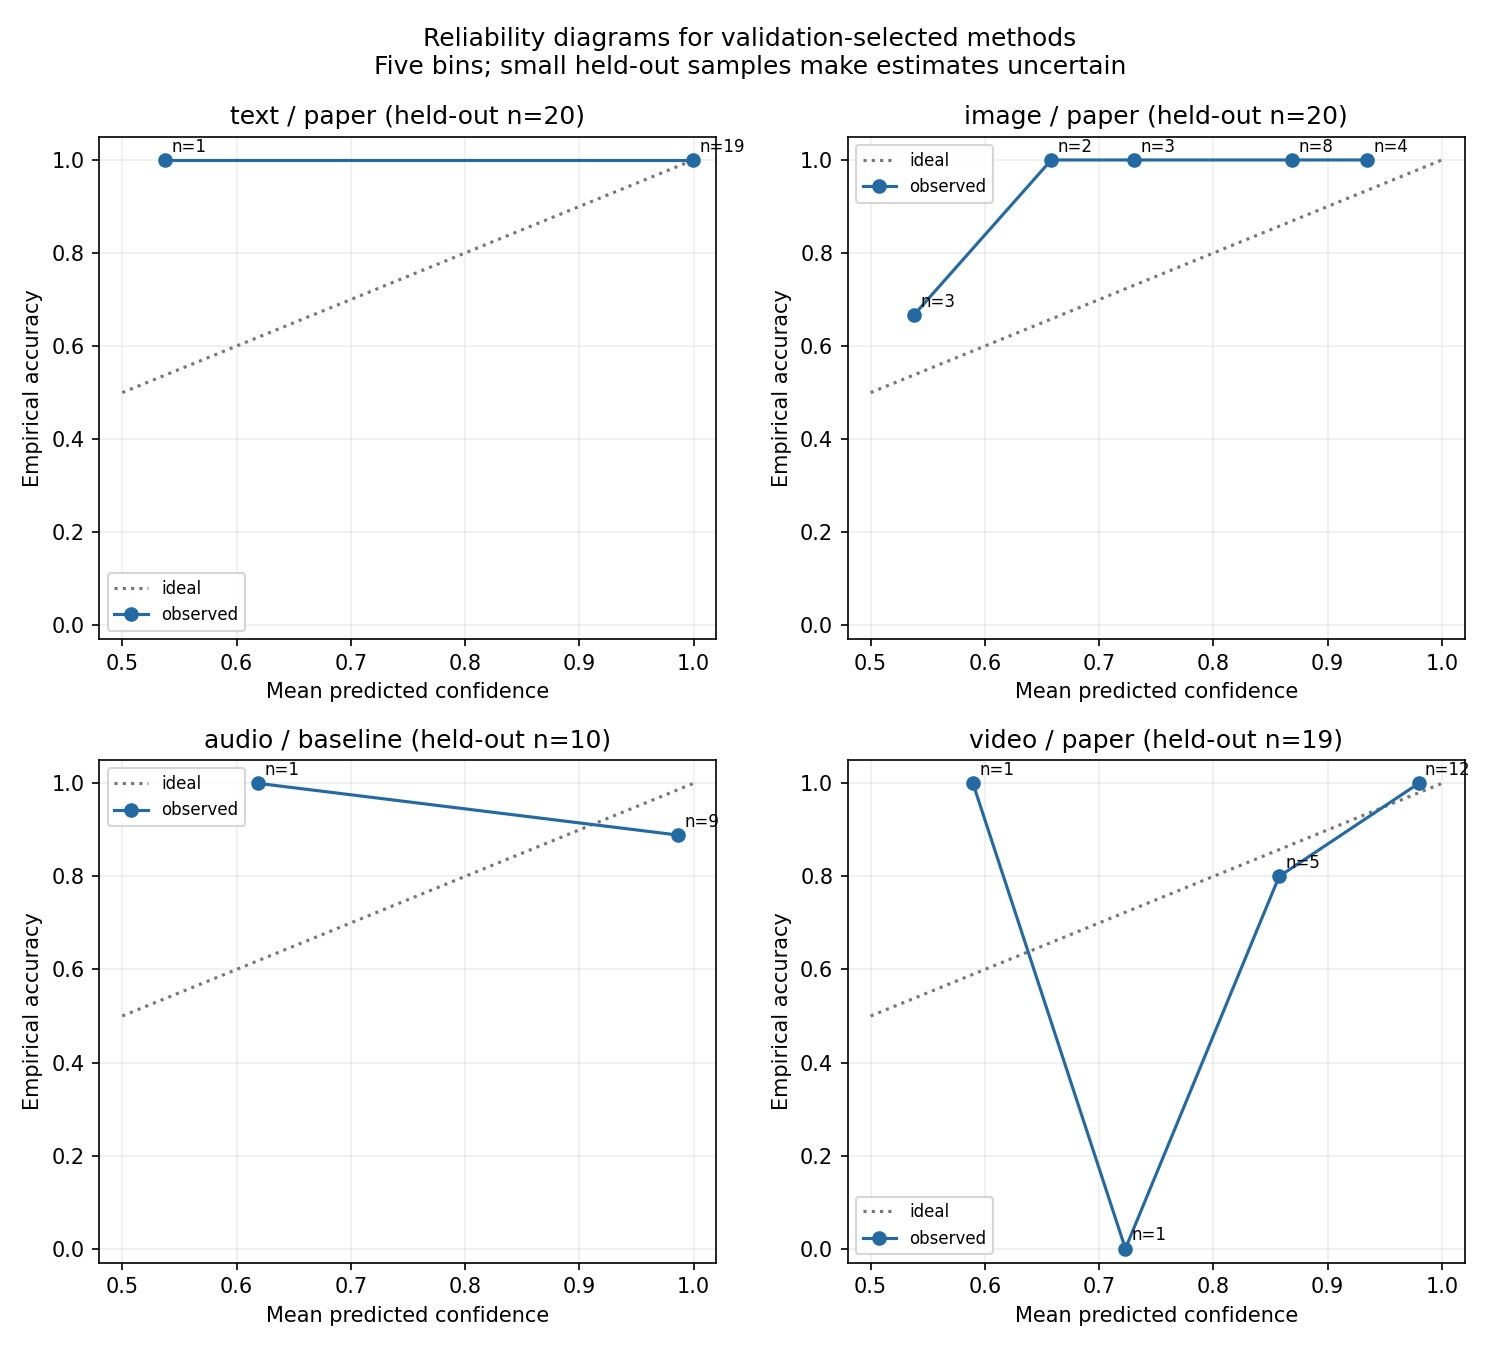 Reliability diagrams for validation-selected methods
Five bins; small held-out samples make estimates uncertain
text / paper (held-out n=20)
n=1
n=19
1.0
0.8
0.6
0.4
0.2
0.0
Empirical accuracy
ideal
observed
0.5 0.6 0.7 0.8 0.9 1.0
Mean predicted confidence
image / paper (held-out n=20)
ideal
observed
n=2
n=3
n=8
n=4
n=3
1.0
0.8
0.6
0.4
0.2
0.0
Empirical accuracy
0.5 0.6 0.7 0.8 0.9 1.0
Mean predicted confidence
audio / baseline (held-out n=10)
ideal
observed
n=1
n=9
1.0
0.8
0.6
0.4
0.2
0.0
Empirical accuracy
0.5 0.6 0.7 0.8 0.9 1.0
Mean predicted confidence
video / paper (held-out n=19)
n=1
n=12
n=5
n=1
1.0
0.8
0.6
0.4
0.2
0.0
Empirical accuracy
ideal
observed
0.5 0.6 0.7 0.8 0.9 1.0
Mean predicted confidence